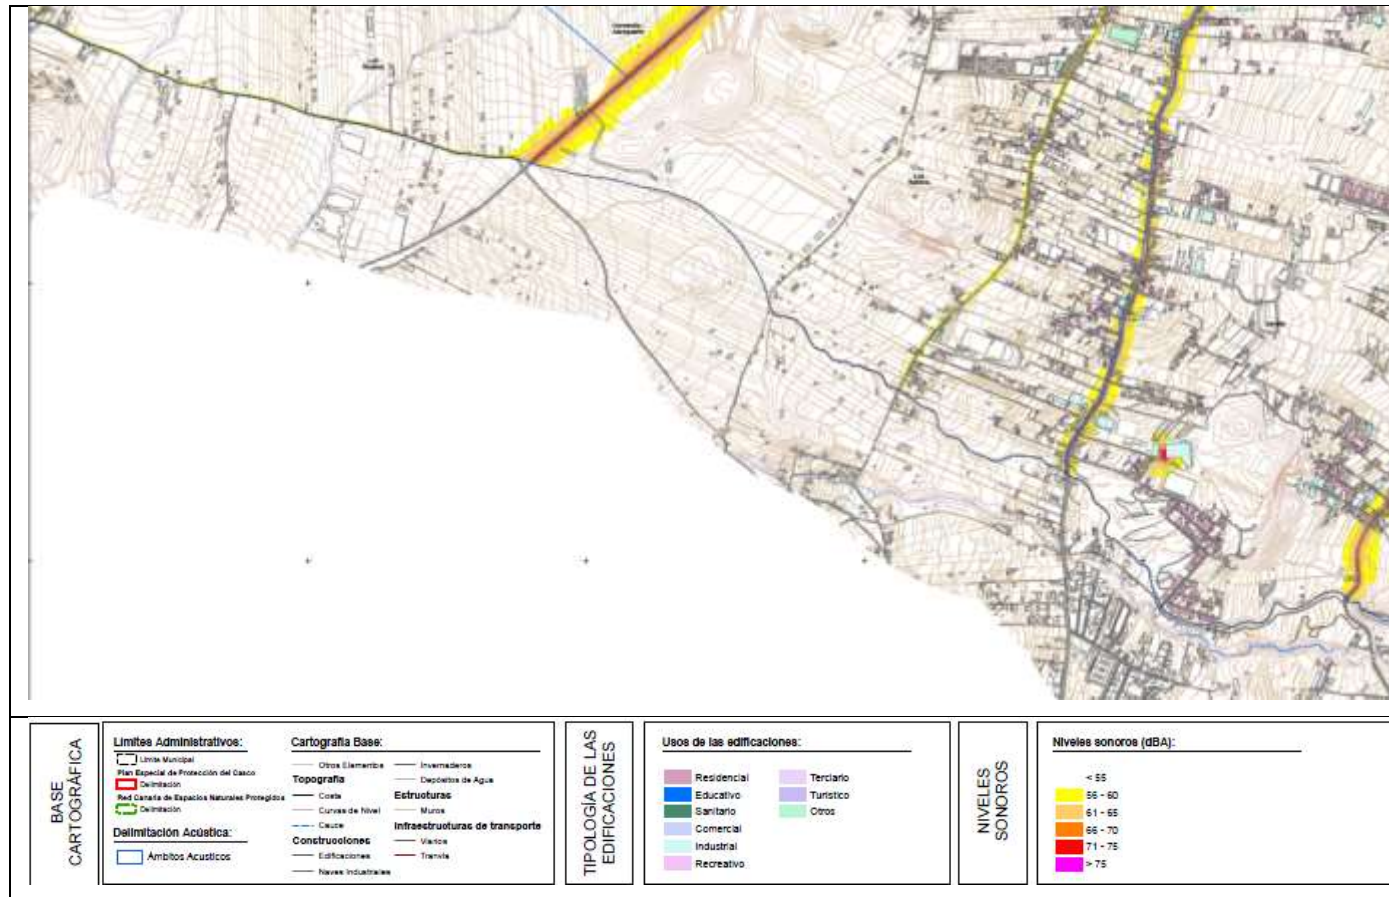 BASE
CARTOGRÁFICA
Límites Administrativos:
Límite Municipal
Plan Especial de Protección del Casco
Delimitación
Red Canaria de Espacios Naturales Protegidos
Delimitación
Delimitación Acústica:
Ámbitos Acusticos
Cartografía Base:
Otros Elementos
Topografía
Costa
Curvas de Nivel
Cauce
Construcciones
Edificaciones
Naves Industriales
Invernaderos
Depósitos de Agua
Estructuras
Muros
Infraestructuras de transporte
Viarios
Tranvía
TIPOLOGÍA DE LAS
EDIFICACIONES
Usos de las edificaciones:
Residencial
Educativo
Sanitario
Comercial
Industrial
Recreativo
Terciario
Turístico
Otros
NIVELES
SONOROS
Niveles sonoros (dBA):
< 55
56 - 60
61 - 65
66 - 70
71 - 75
> 75